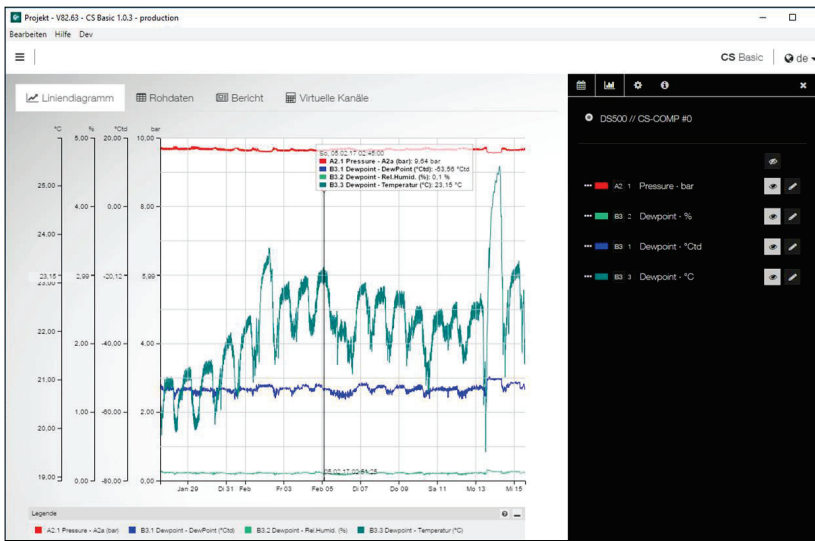 Projekt - V82.63 - CS Basic 1.0.3 - production
Bearbeiten Hilfe Dev
CS Basic de
Liniendiagramm Rohdaten Bericht Virtuelle Kanäle
DS500 // CS-COMP #0
°C % °Ctd bar
5,00 20,00 10,00
So, 05.02.17 02:45:00
A2.1 Pressure - A2a (bar): 9,64 bar
B3.1 Dewpoint - DewPoint (°Ctd): -53,56 °Ctd
B3.2 Dewpoint - Rel.Humid. (%): 0,1 %
B3.3 Dewpoint - Temperatur (°C): 23,15 °C
A2 1 Pressure - bar
B3 2 Dewpoint - %
B3 1 Dewpoint - °Ctd
B3 3 Dewpoint - °C
25,00 4,00 0,00 8,00
24,00
23,15 2,99 -20,12 5,99
23,00
22,00 2,00 -40,00 4,00
21,00
1,00 -60,00 2,00
20,00
19,00 0,00 -80,00 0,00
Jan 29 Di 31 Feb Fr 03 Feb 05 Di 07 Do 09 Sa 11 Mo 13 Mi 15
Legende
A2.1 Pressure - A2a (bar) B3.1 Dewpoint - DewPoint (°Ctd) B3.2 Dewpoint - Rel.Humid. (%) B3.3 Dewpoint - Temperatur (°C)